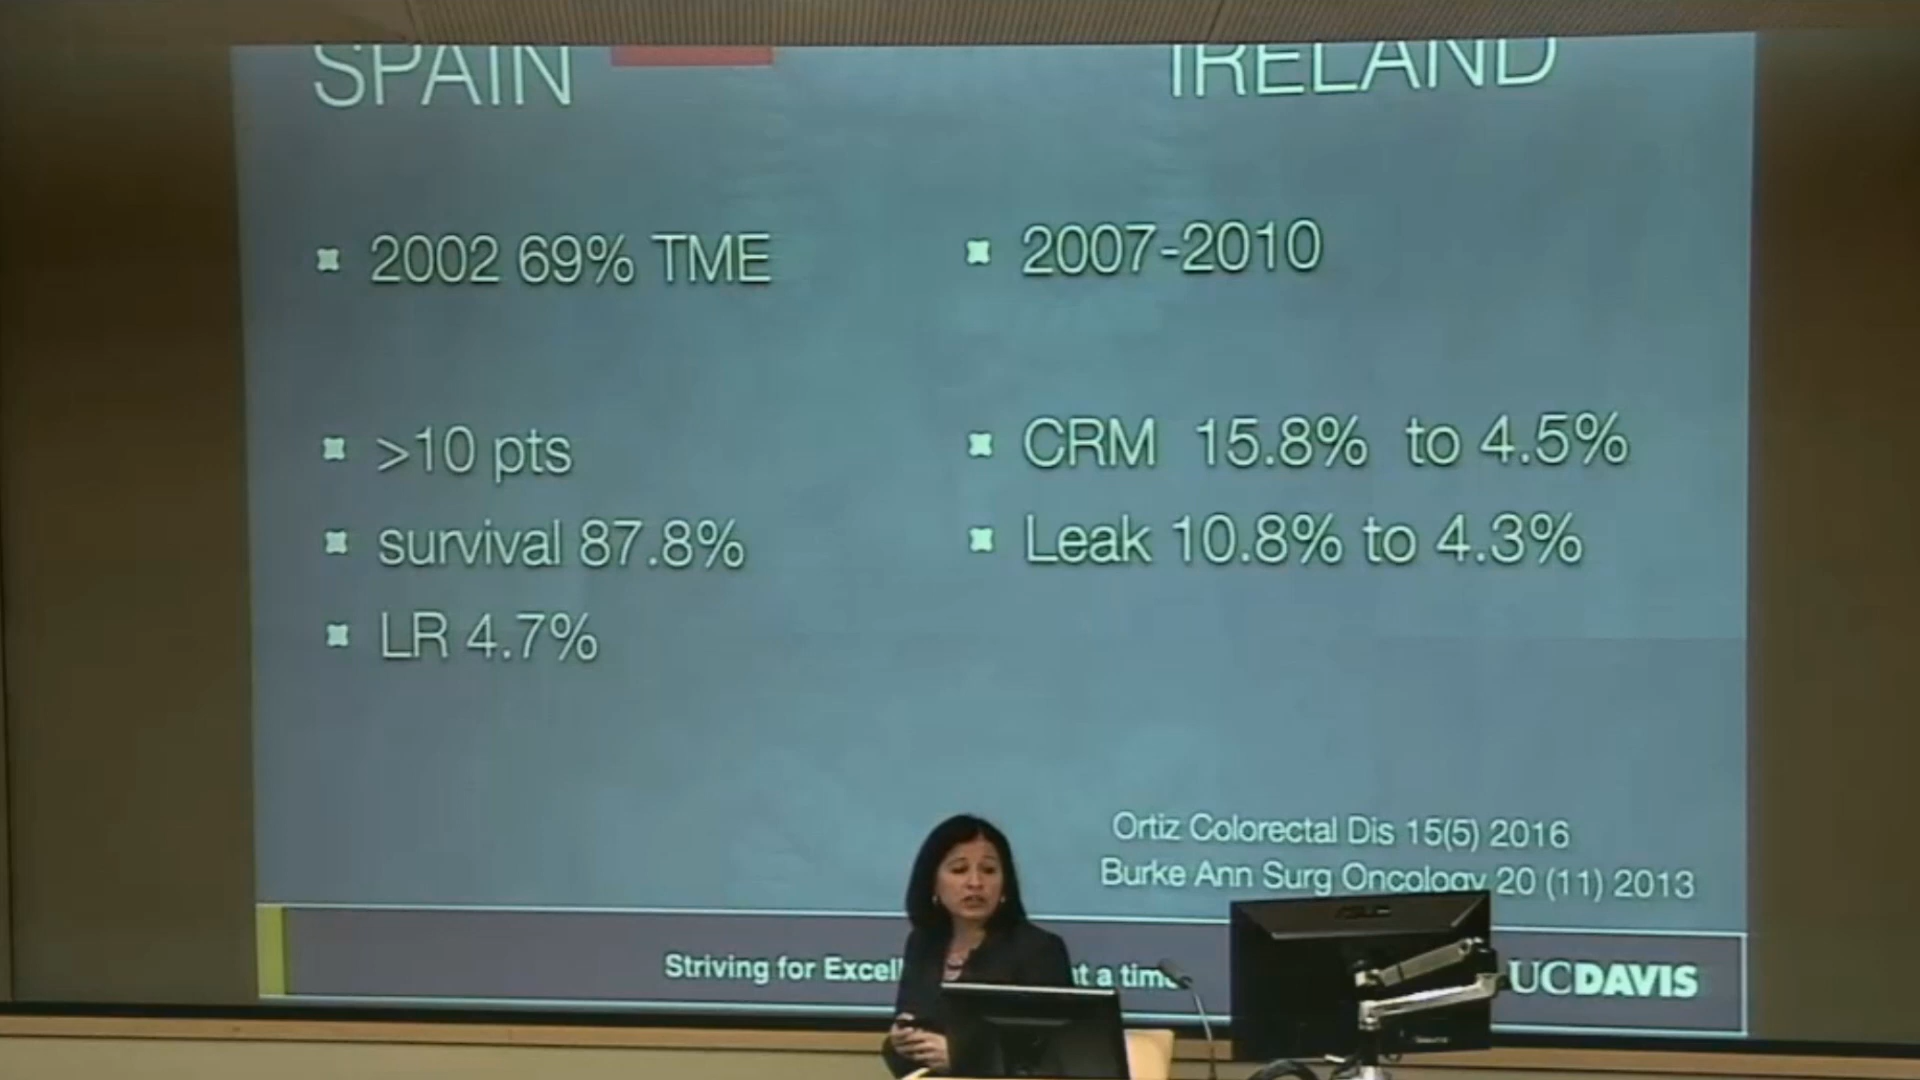 SPAIN
IRELAND
2002 69% TME
>10 pts
survival 87.8%
LR 4.7%
2007-2010
CRM 15.8% to 4.5%
Leak 10.8% to 4.3%
Ortiz Colorectal Dis 15(5) 2016
Burke Ann Surg Oncology 20 (11) 2013
Striving for Excel
t a time
UCDAVIS